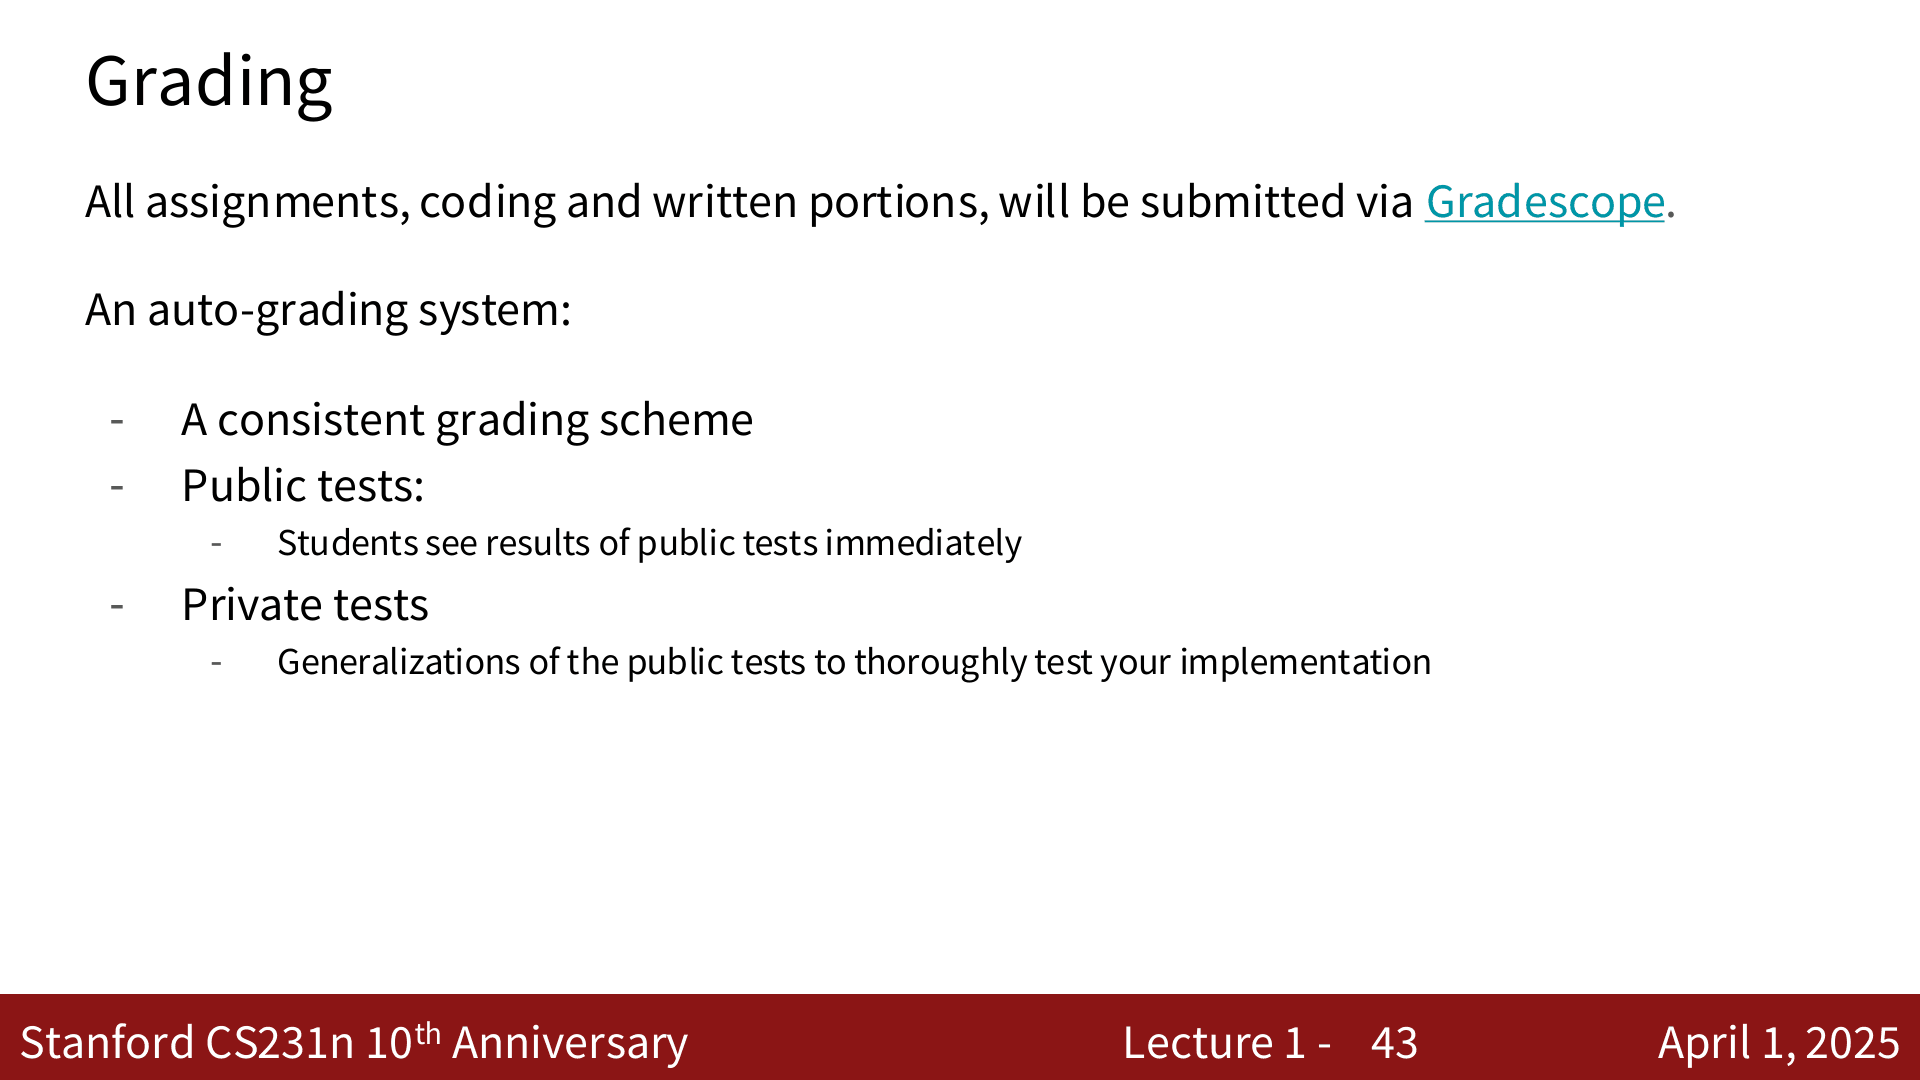 Grading
All assignments, coding and written portions, will be submitted via Gradescope.
An auto-grading system:
- A consistent grading scheme
- Public tests:
- Students see results of public tests immediately
- Private tests
- Generalizations of the public tests to thoroughly test your implementation
Stanford CS231n 10th Anniversary Lecture 1 - 43 April 1, 2025